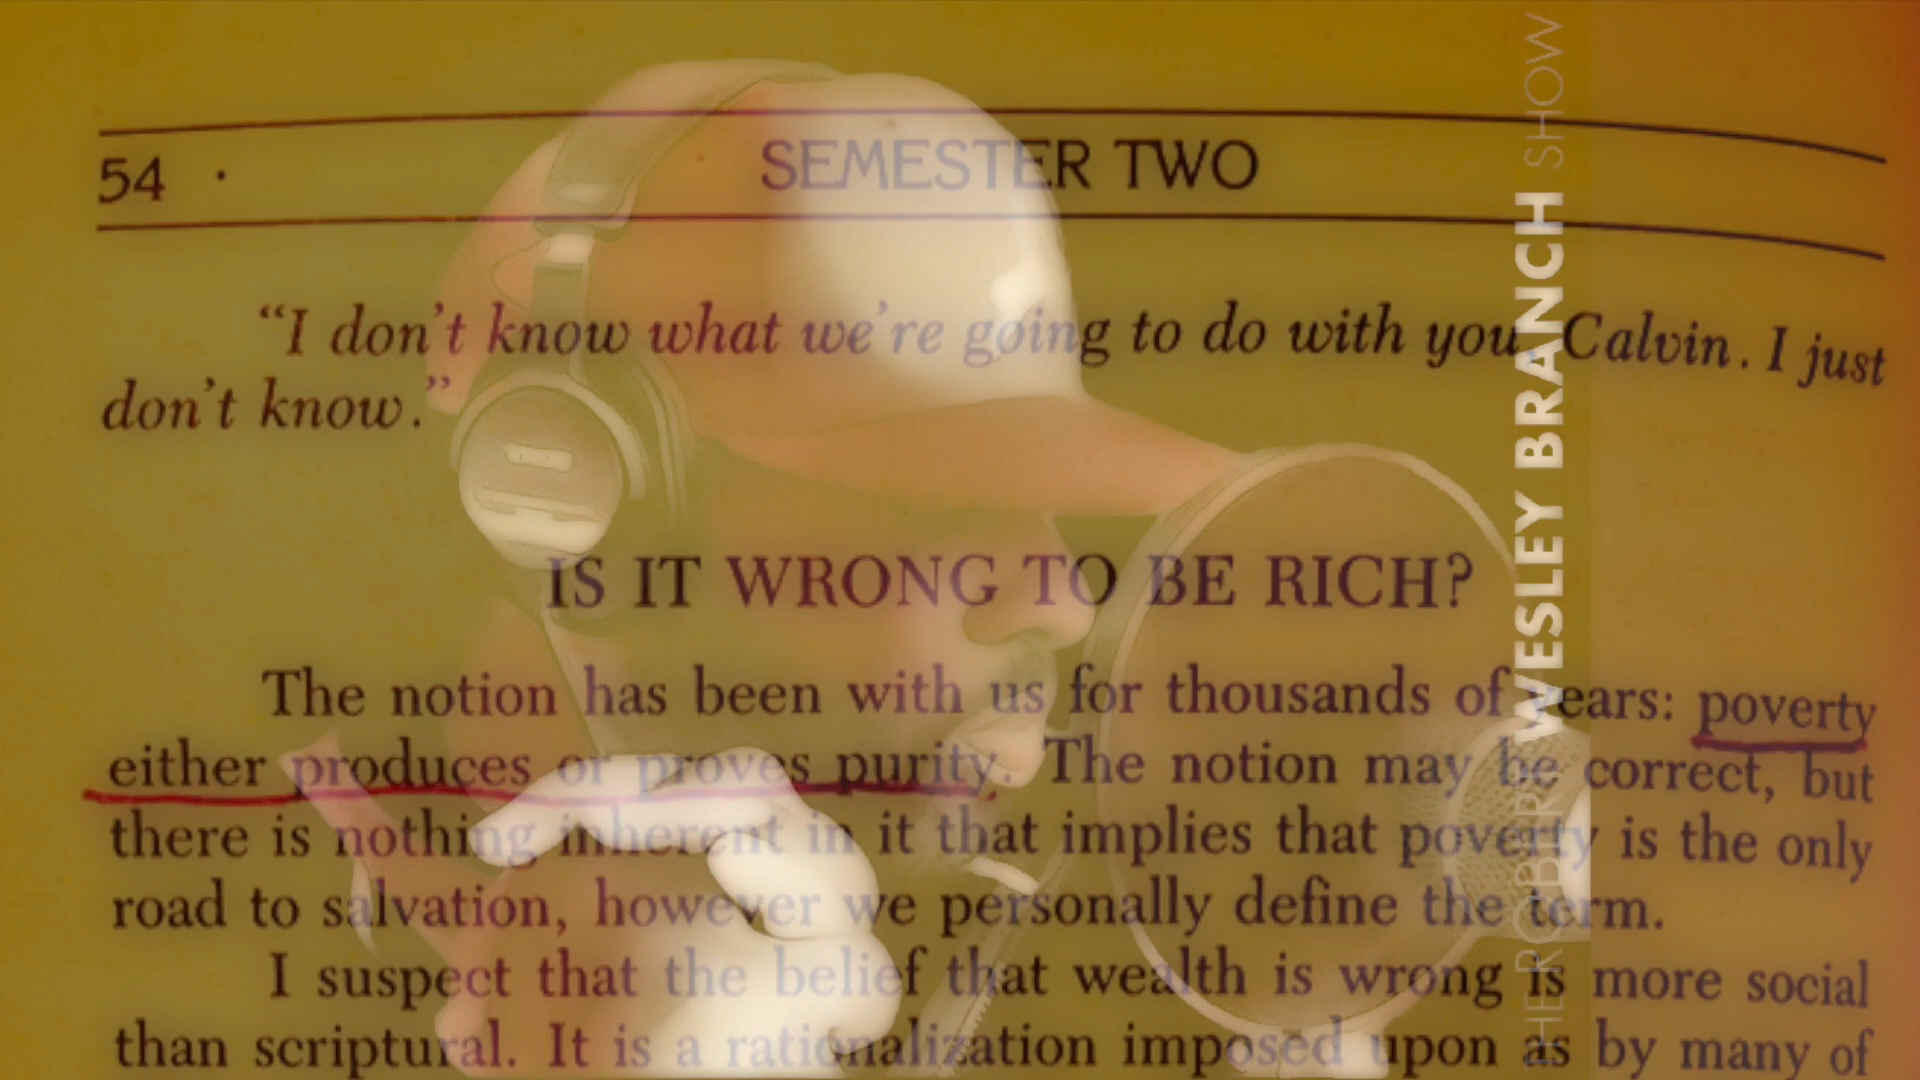 54 · SEMESTER TWO
“I don’t know what we’re going to do with you, Calvin. I just
don’t know.”
IS IT WRONG TO BE RICH?
The notion has been with us for thousands of years: poverty
either produces or proves purity. The notion may be correct, but
there is nothing inherent in it that implies that poverty is the only
road to salvation, however we personally define the term.
I suspect that the belief that wealth is wrong is more social
than scriptural. It is a rationalization imposed upon as by many of
THE ROBIN WESLEY BRANCH SHOW